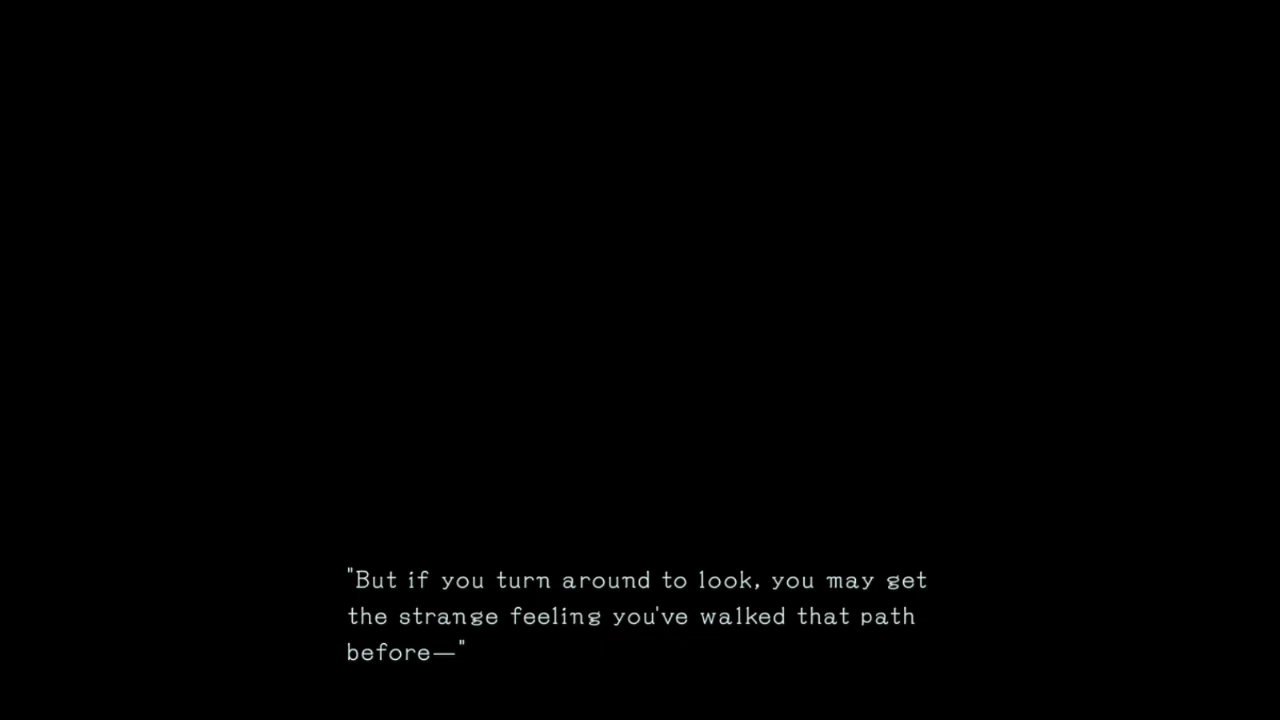 "But if you turn around to look, you may get
the strange feeling you've walked that path
before—"